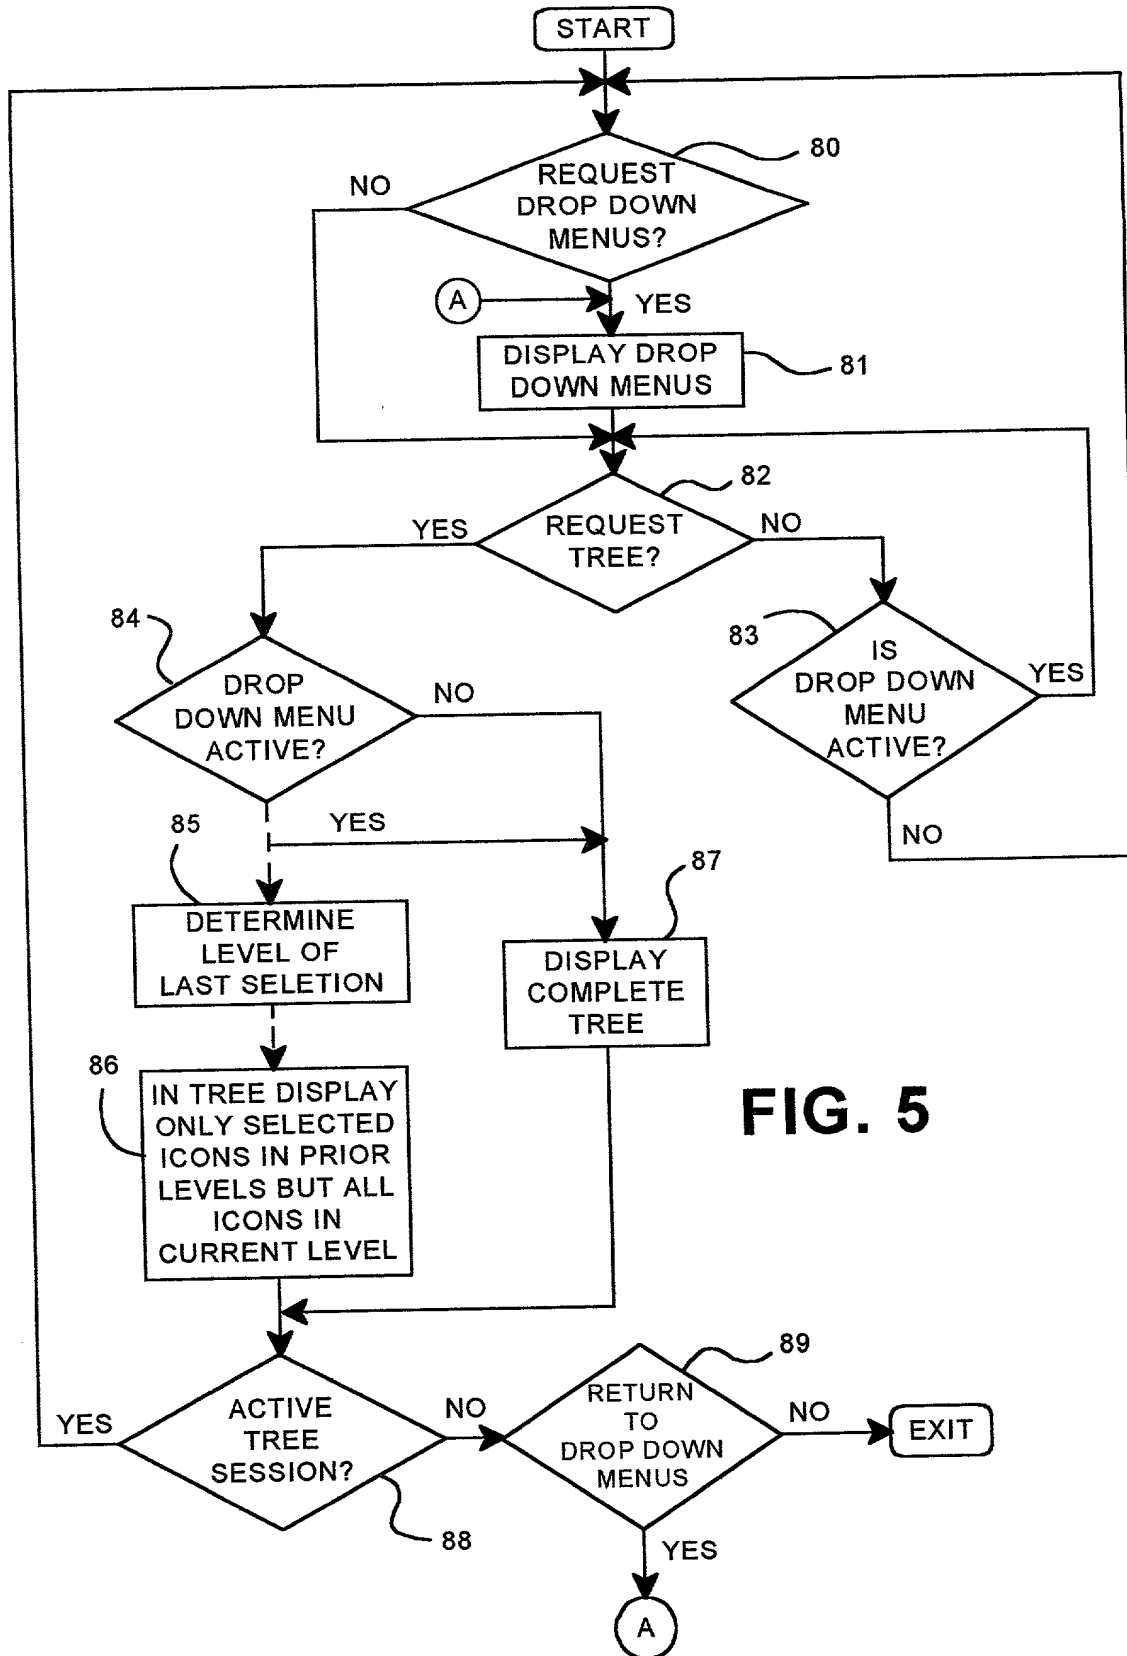 START
80
REQUEST
DROP DOWN
MENUS?
NO
A
YES
DISPLAY DROP
DOWN MENUS
81
82
REQUEST
TREE?
YES
NO
84
DROP
DOWN MENU
ACTIVE?
NO
83
IS
DROP DOWN
MENU
ACTIVE?
YES
NO
YES
85
DETERMINE
LEVEL OF
LAST SELETION
87
DISPLAY
COMPLETE
TREE
86
IN TREE DISPLAY
ONLY SELECTED
ICONS IN PRIOR
LEVELS BUT ALL
ICONS IN
CURRENT LEVEL
FIG. 5
YES
ACTIVE
TREE
SESSION?
88
NO
89
RETURN
TO
DROP DOWN
MENUS
NO
EXIT
YES
A